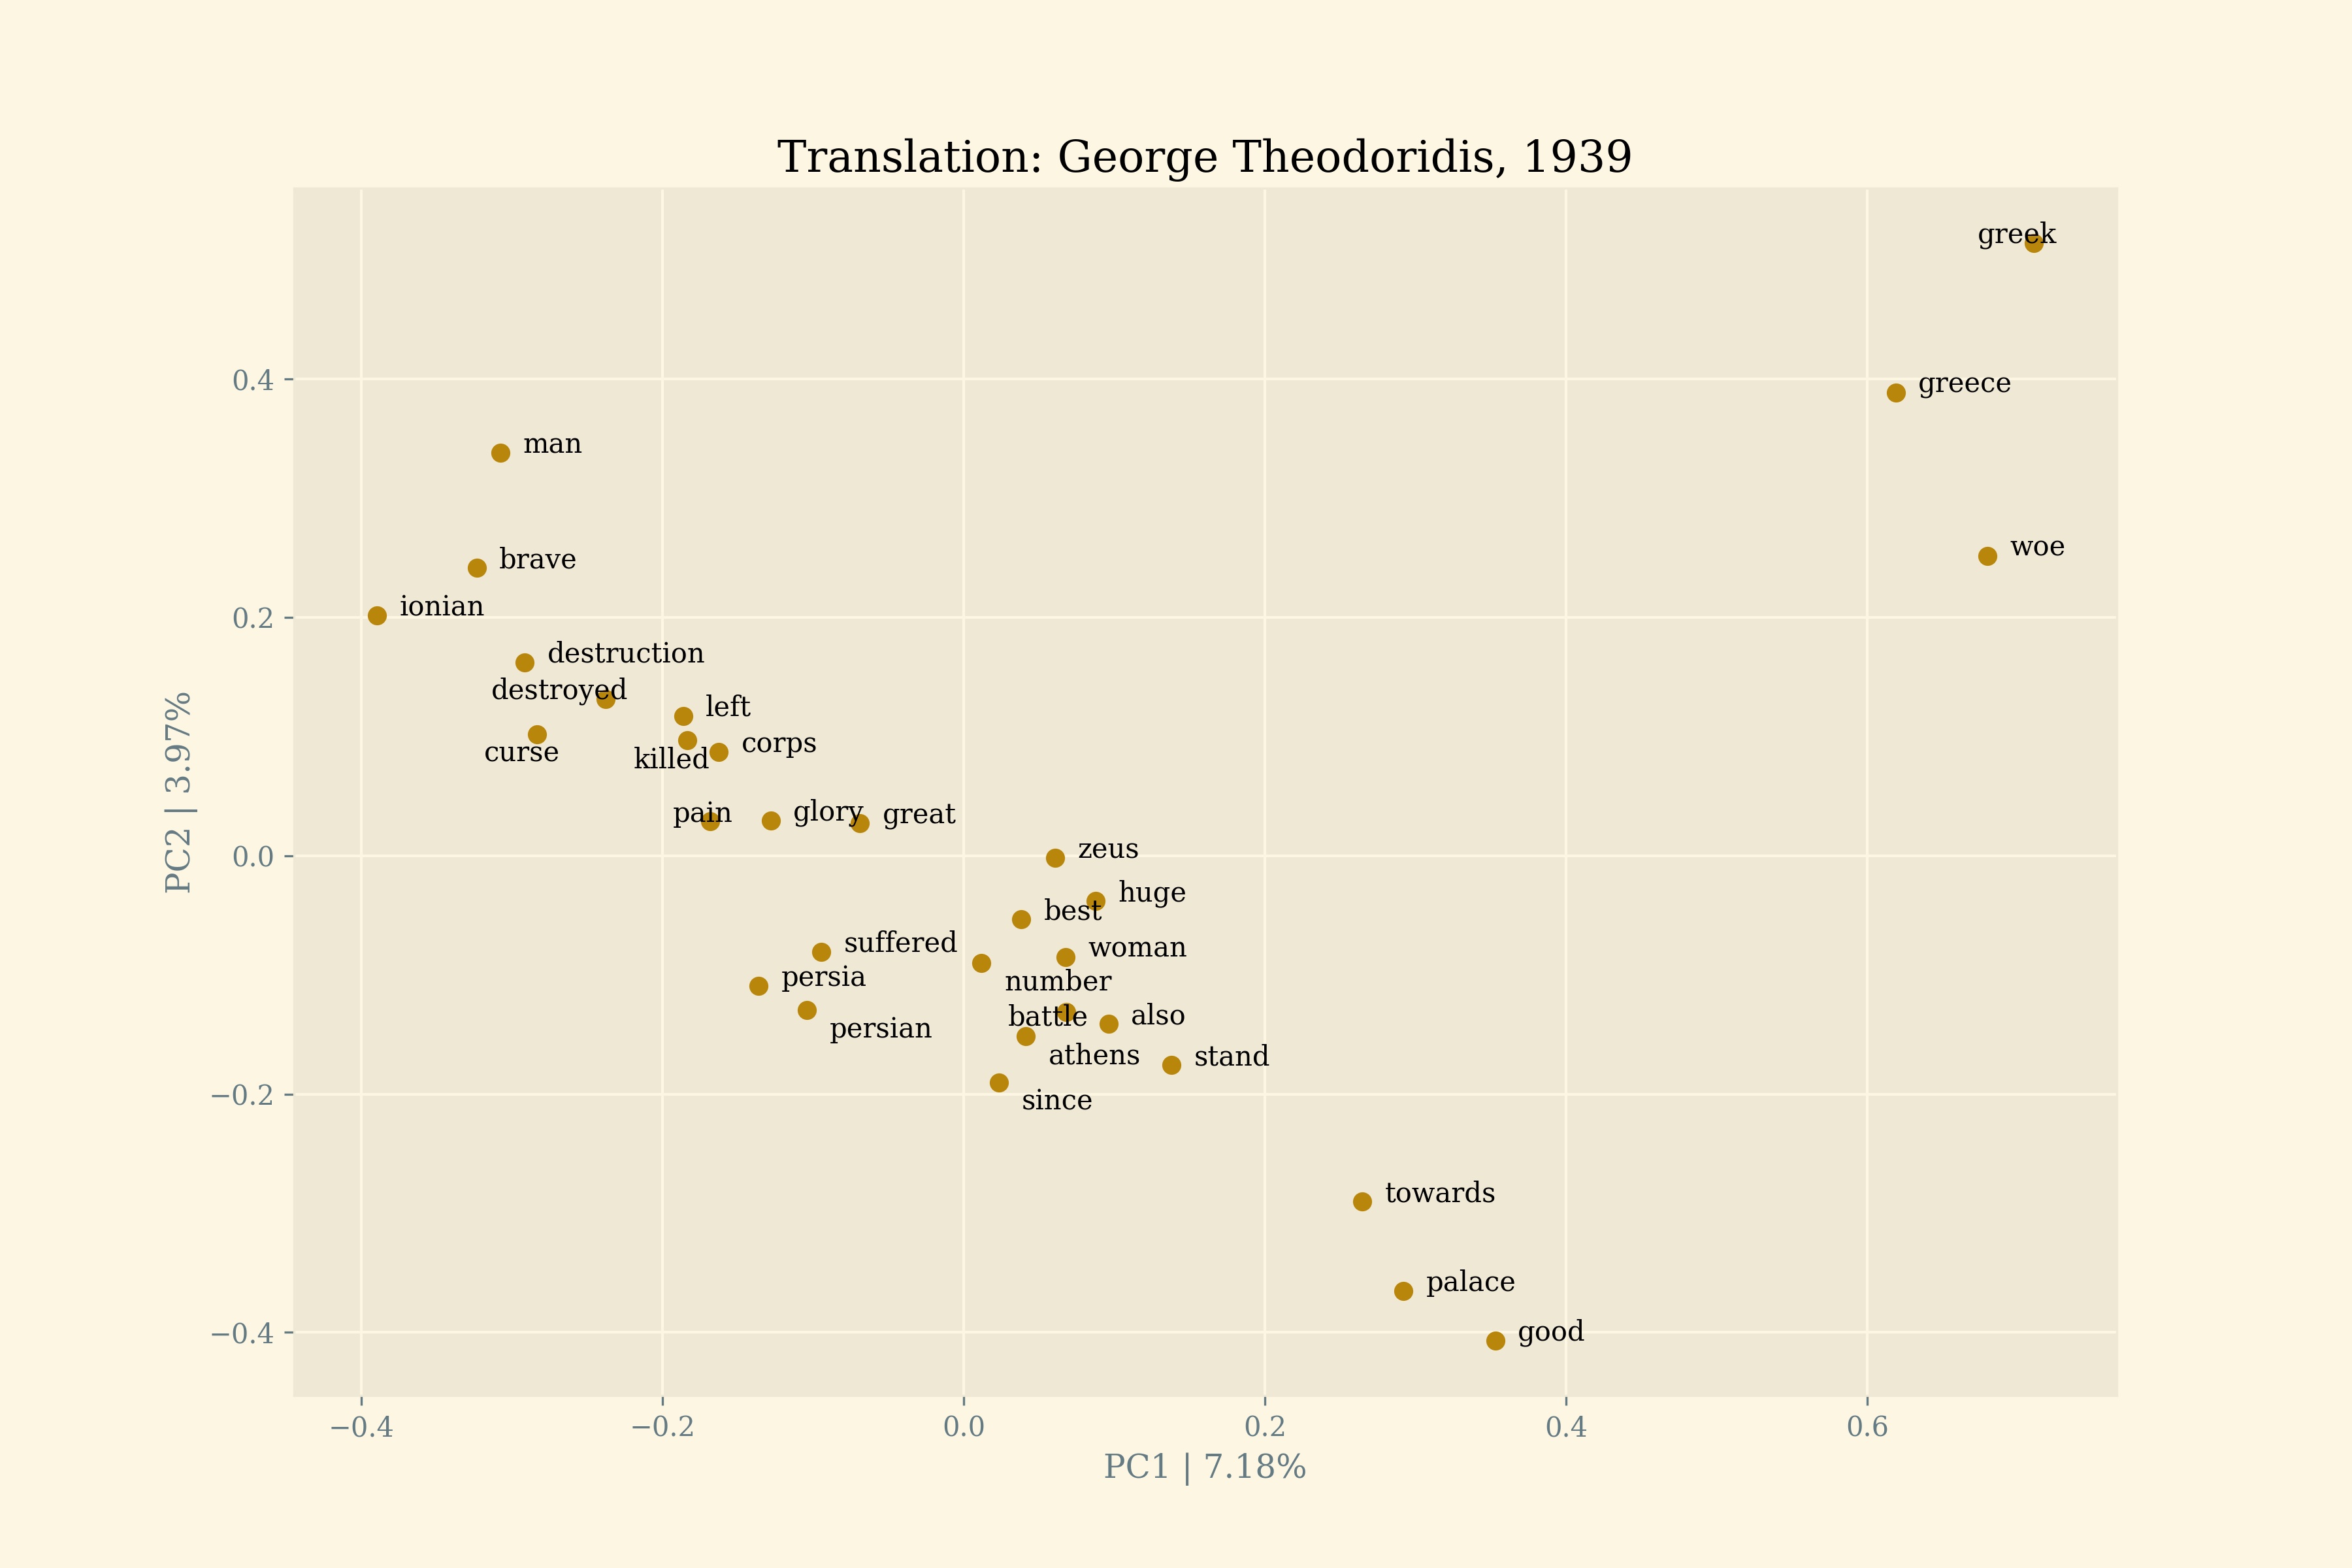 Translation: George Theodoridis, 1939
greek
greece
man
woe
brave
ionian
destruction
destroyed
left
curse
killed
corps
pain
glory
great
zeus
huge
best
suffered
woman
persia
number
persian
battle
also
athens
stand
since
towards
palace
good
0.4
0.2
0.0
−0.2
−0.4
PC2 | 3.97%
−0.4
−0.2
0.0
0.2
0.4
0.6
PC1 | 7.18%